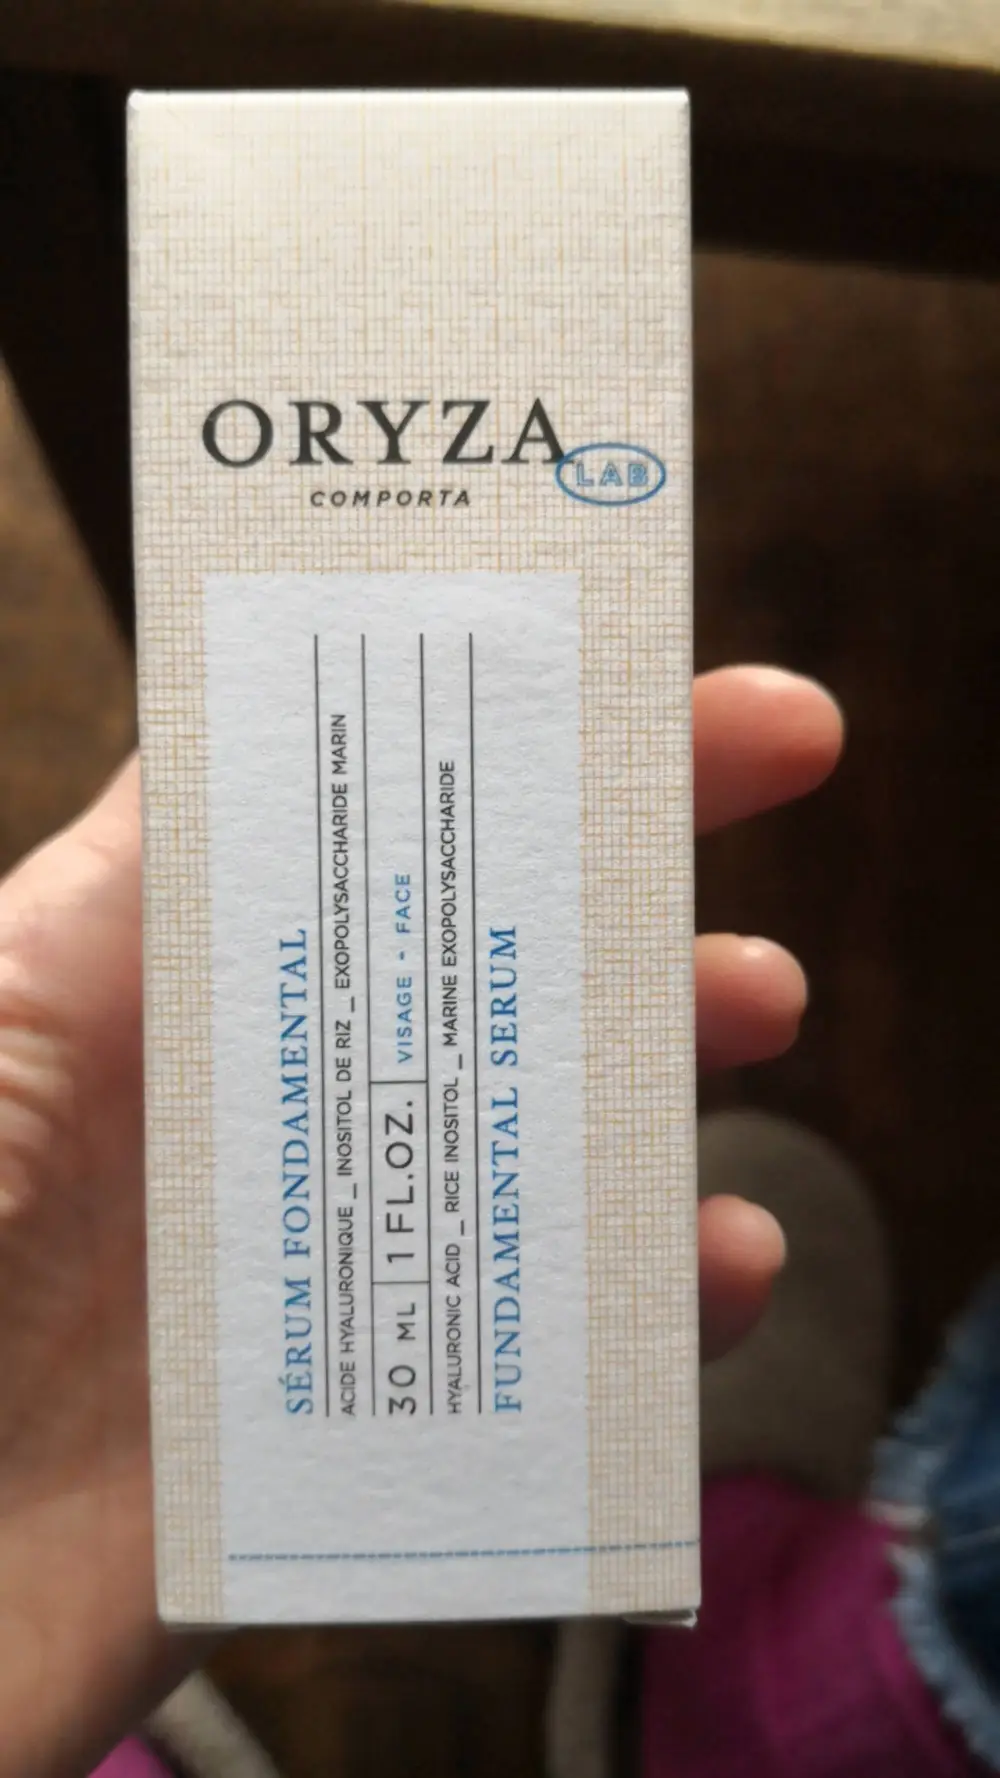 ORYZA
LAB
COMPORTA
SÉRUM FONDAMENTAL
ACIDE HYALURONIQUE _ INOSITOL DE RIZ _ EXOPOLYSACCHARIDE MARIN
30 ML 1 FL.OZ. VISAGE - FACE
HYALURONIC ACID _ RICE INOSITOL _ MARINE EXOPOLYSACCHARIDE
FUNDAMENTAL SERUM